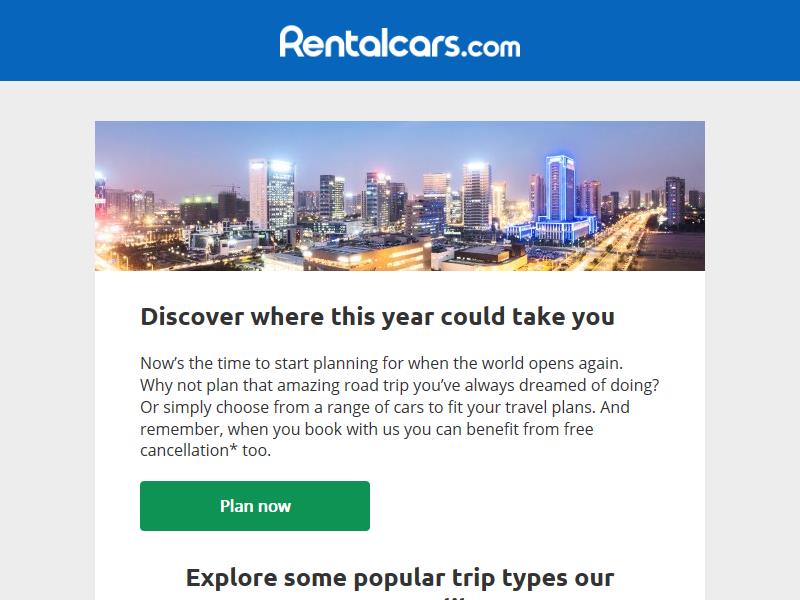 Rentalcars.com
Discover where this year could take you
Now’s the time to start planning for when the world opens again.
Why not plan that amazing road trip you’ve always dreamed of doing?
Or simply choose from a range of cars to fit your travel plans. And
remember, when you book with us you can benefit from free
cancellation* too.
Plan now
Explore some popular trip types our